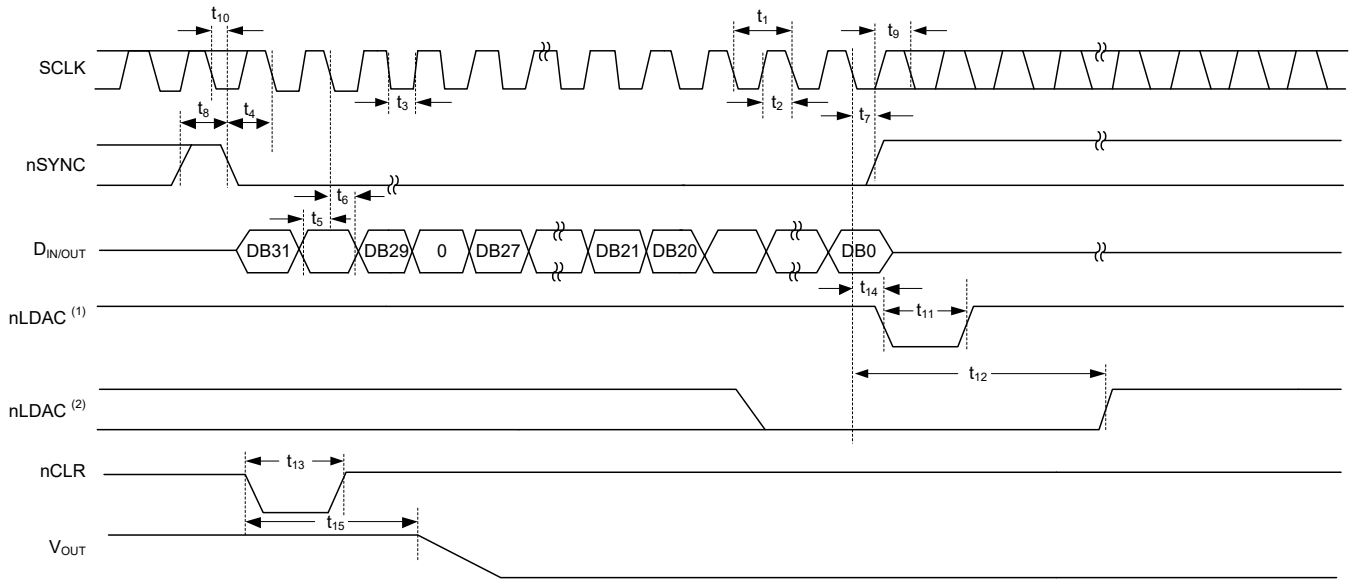 t10
t1
t9
SCLK
t8
t4
t3
t2
t7
nSYNC
t5
t6
DIN/OUT
DB31
DB29
0
DB27
DB21
DB20
DB0
nLDAC (1)
t14
t11
t12
nLDAC (2)
nCLR
t13
t15
VOUT